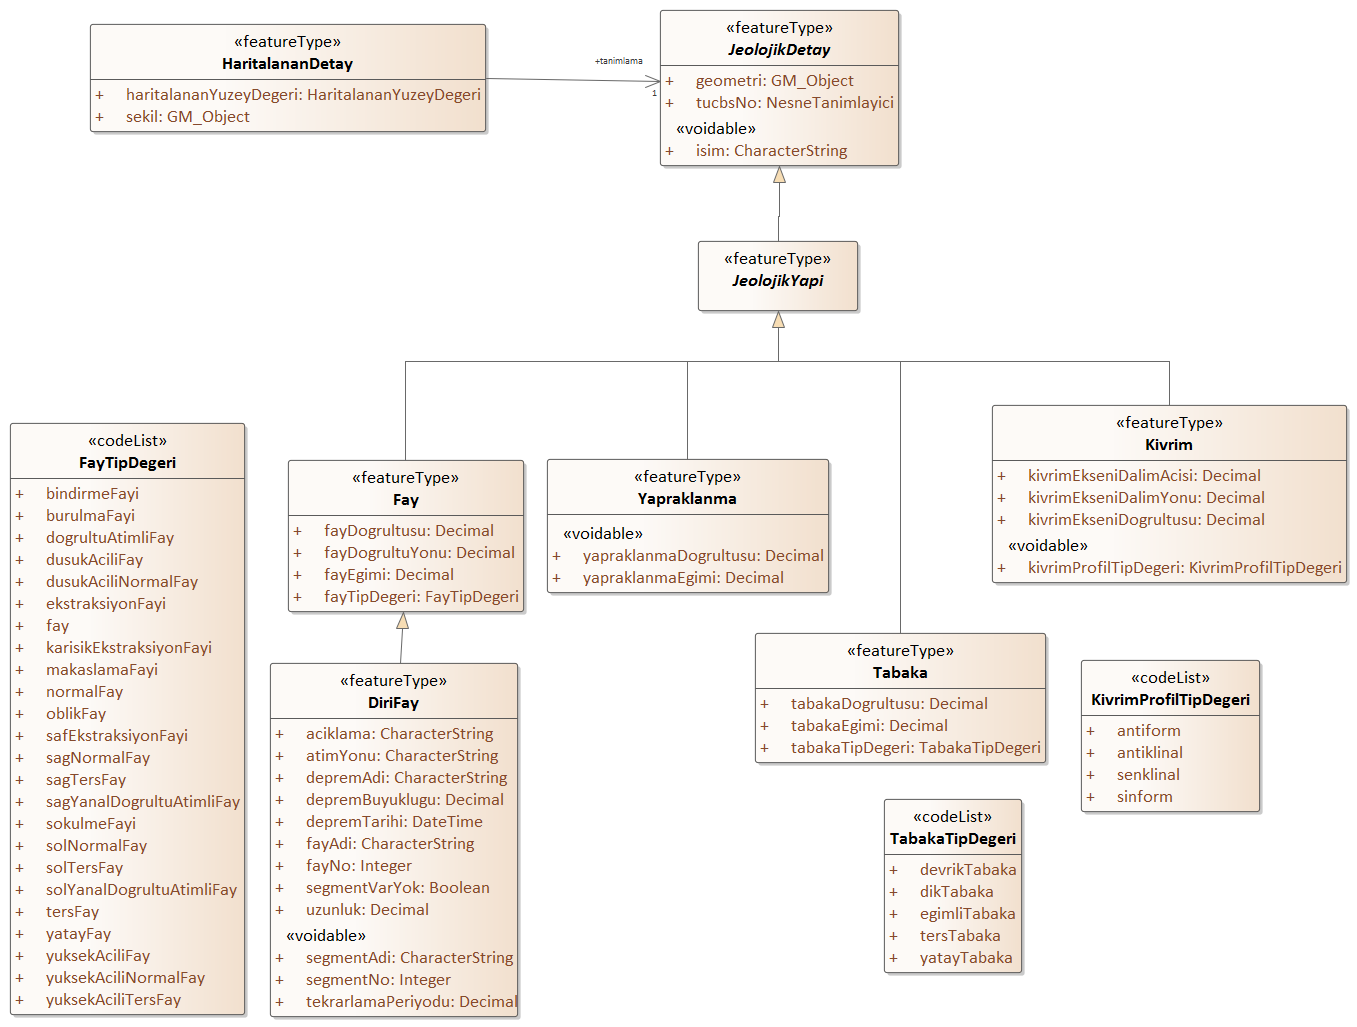 «featureType»
HaritalananDetay
+ haritalananYuzeyDegeri: HaritalananYuzeyDegeri
+ sekil: GM_Object
+tanimlama
1
«featureType»
JeolojikDetay
+ geometri: GM_Object
+ tucbsNo: NesneTanimlayici
«voidable»
+ isim: CharacterString
«featureType»
JeolojikYapi
«codeList»
FayTipDegeri
+ bindirmeFayi
+ burulmaFayi
+ dogrultuAtimliFay
+ dusukAciliFay
+ dusukAciliNormalFay
+ ekstraksiyonFayi
+ fay
+ karisikEkstraksiyonFayi
+ makaslamaFayi
+ normalFay
+ oblikFay
+ safEkstraksiyonFayi
+ sagNormalFay
+ sagTersFay
+ sagYanalDogrultuAtimliFay
+ sokulmeFayi
+ solNormalFay
+ solTersFay
+ solYanalDogrultuAtimliFay
+ tersFay
+ yatayFay
+ yuksekAciliFay
+ yuksekAciliNormalFay
+ yuksekAciliTersFay
«featureType»
Fay
+ fayDogrultusu: Decimal
+ fayDogrultuYonu: Decimal
+ fayEgimi: Decimal
+ fayTipDegeri: FayTipDegeri
«featureType»
DiriFay
+ aciklama: CharacterString
+ atimYonu: CharacterString
+ depremAdi: CharacterString
+ depremBuyuklugu: Decimal
+ depremTarihi: DateTime
+ fayAdi: CharacterString
+ fayNo: Integer
+ segmentVarYok: Boolean
+ uzunluk: Decimal
«voidable»
+ segmentAdi: CharacterString
+ segmentNo: Integer
+ tekrarlamaPeriyodu: Decimal
«featureType»
Yapraklanma
«voidable»
+ yapraklanmaDogrultusu: Decimal
+ yapraklanmaEgimi: Decimal
«featureType»
Kivrim
+ kivrimEkseniDalimAcisi: Decimal
+ kivrimEkseniDalimYonu: Decimal
+ kivrimEkseniDogrultusu: Decimal
«voidable»
+ kivrimProfilTipDegeri: KivrimProfilTipDegeri
«featureType»
Tabaka
+ tabakaDogrultusu: Decimal
+ tabakaEgimi: Decimal
+ tabakaTipDegeri: TabakaTipDegeri
«codeList»
KivrimProfilTipDegeri
+ antiform
+ antiklinal
+ senklinal
+ sinform
«codeList»
TabakaTipDegeri
+ devrikTabaka
+ dikTabaka
+ egimliTabaka
+ tersTabaka
+ yatayTabaka